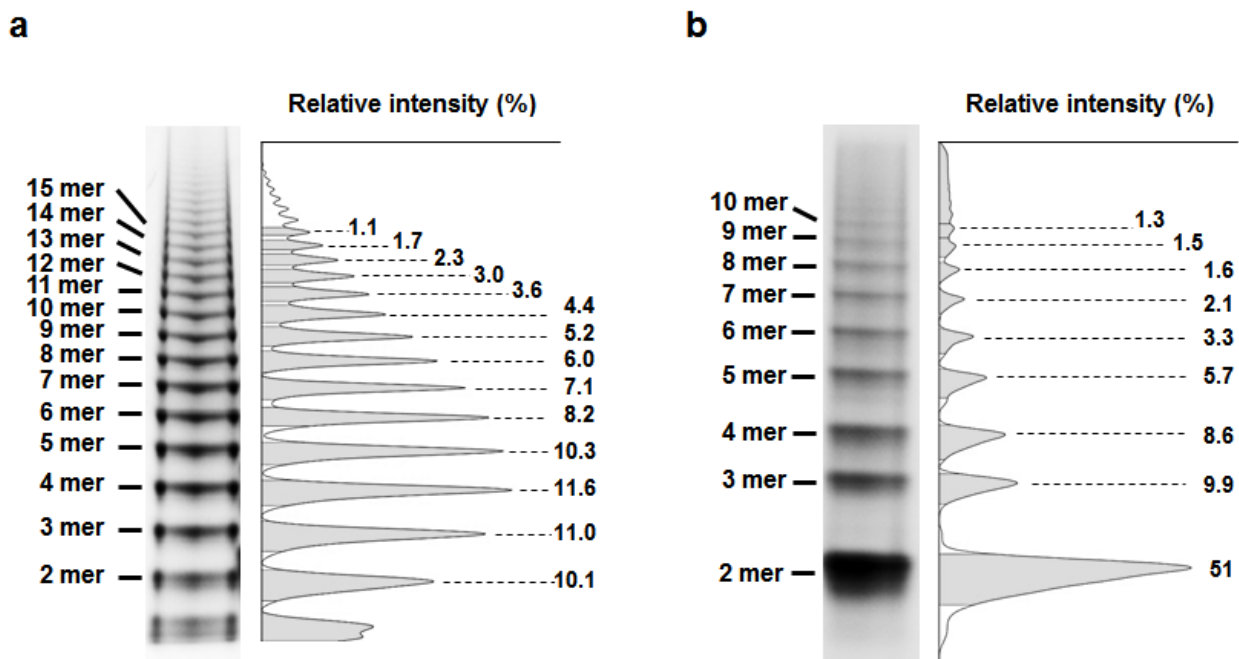 a
Relative intensity (%)
15 mer
14 mer
13 mer
12 mer
11 mer
10 mer
9 mer
8 mer
7 mer
6 mer
5 mer
4 mer
3 mer
2 mer
1.1
1.7
2.3
3.0
3.6
4.4
5.2
6.0
7.1
8.2
10.3
11.6
11.0
10.1
b
Relative intensity (%)
10 mer
9 mer
8 mer
7 mer
6 mer
5 mer
4 mer
3 mer
2 mer
1.3
1.5
1.6
2.1
3.3
5.7
8.6
9.9
51